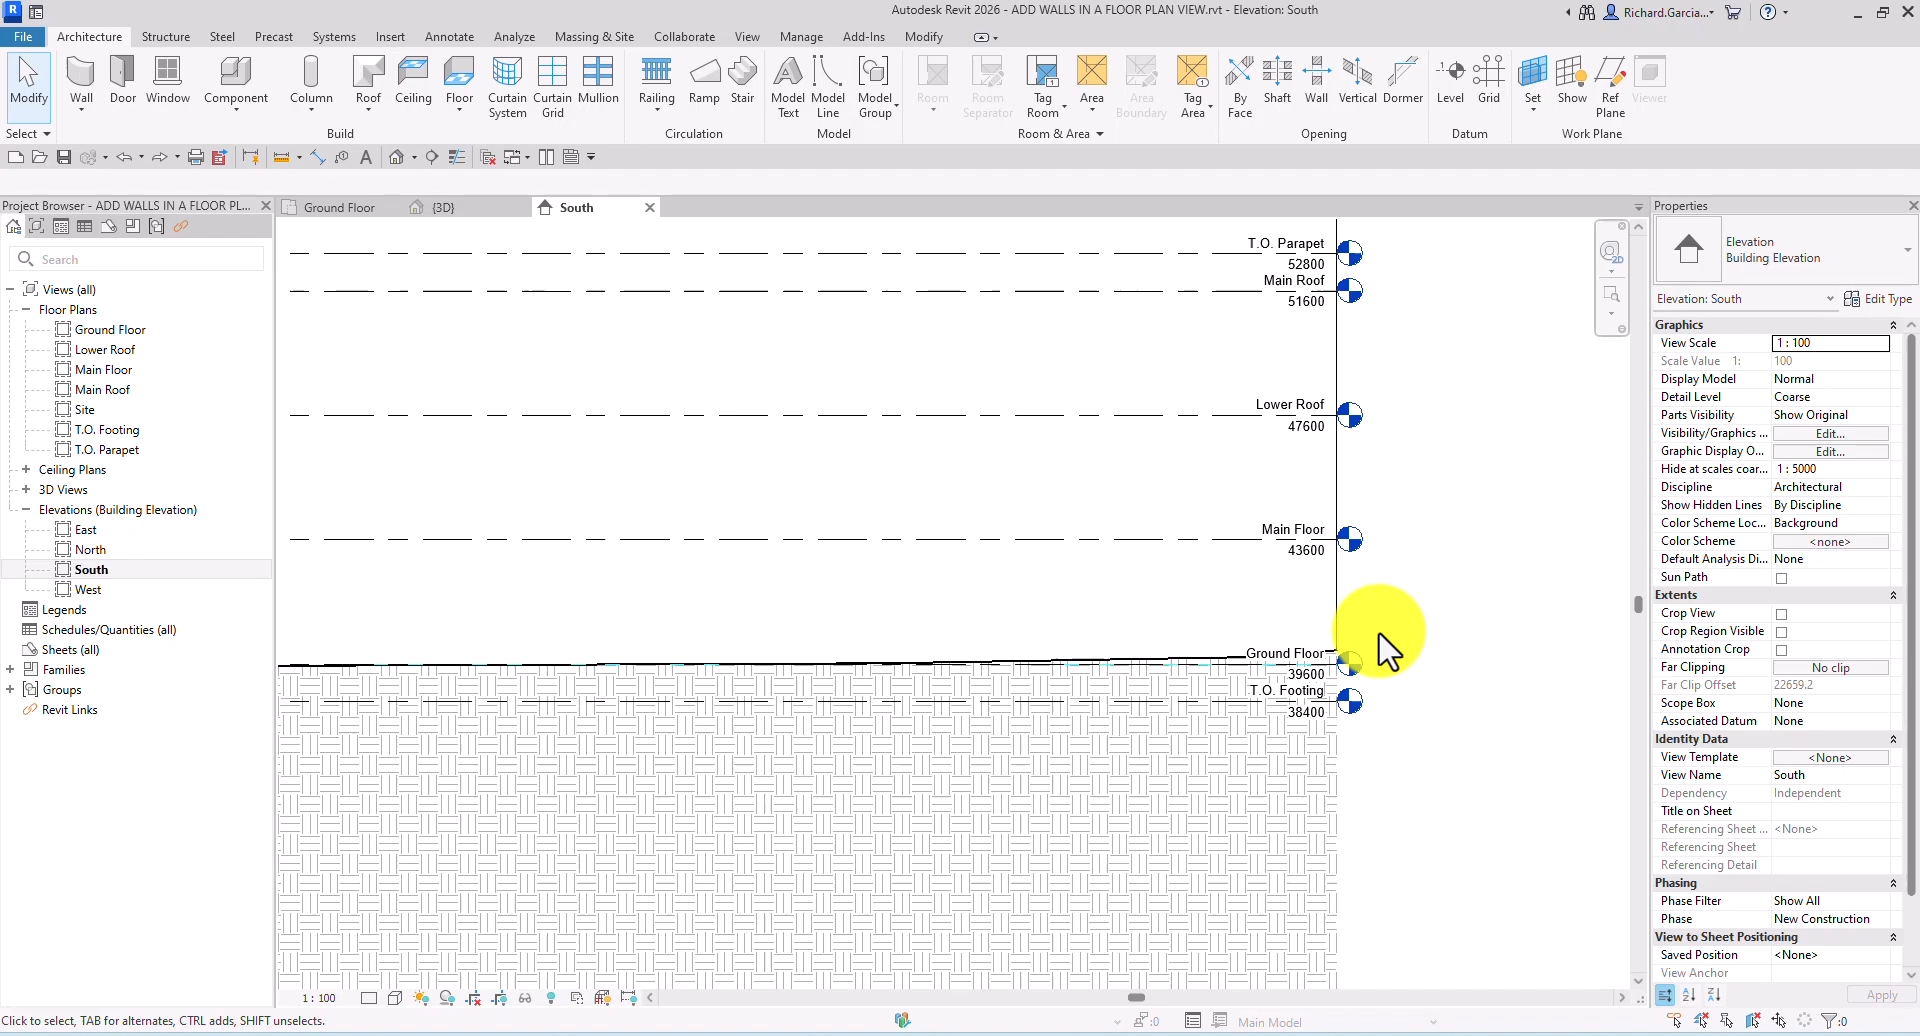 Autodesk Revit 2026 - ADD WALLS IN A FLOOR PLAN VIEW.rvt - Elevation: South
Richard.Garcia...
File Architecture Structure Steel Precast Systems Insert Annotate Analyze Massing & Site Collaborate View Manage Add-Ins Modify
Modify Wall Door Window Component Column Roof Ceiling Floor Curtain System Curtain Grid Mullion Railing Ramp Stair Model Text Model Line Model Group Room Room Separator Tag Room Area Area Boundary Tag Area By Face Shaft Wall Vertical Dormer Level Grid Set Show Ref Plane Viewer
Select Build Circulation Model Room & Area Opening Datum Work Plane
Project Browser - ADD WALLS IN A FLOOR PL...
Search
Views (all)
Floor Plans
Ground Floor
Lower Roof
Main Floor
Main Roof
Site
T.O. Footing
T.O. Parapet
Ceiling Plans
3D Views
Elevations (Building Elevation)
East
North
South
West
Legends
Schedules/Quantities (all)
Sheets (all)
Families
Groups
Revit Links
Ground Floor {3D} South
T.O. Parapet
52800
Main Roof
51600
Lower Roof
47600
Main Floor
43600
Ground Floor
39600
T.O. Footing
38400
2D
Properties
Elevation
Building Elevation
Elevation: South Edit Type
Graphics
View Scale 1 : 100
Scale Value 1: 100
Display Model Normal
Detail Level Coarse
Parts Visibility Show Original
Visibility/Graphics ... Edit...
Graphic Display O... Edit...
Hide at scales coar... 1 : 5000
Discipline Architectural
Show Hidden Lines By Discipline
Color Scheme Loc... Background
Color Scheme <none>
Default Analysis Di... None
Sun Path
Extents
Crop View
Crop Region Visible
Annotation Crop
Far Clipping No clip
Far Clip Offset 22659.2
Scope Box None
Associated Datum None
Identity Data
View Template <None>
View Name South
Dependency Independent
Title on Sheet
Referencing Sheet ... <None>
Referencing Sheet
Referencing Detail
Phasing
Phase Filter Show All
Phase New Construction
View to Sheet Positioning
Saved Position <None>
View Anchor
Apply
1 : 100
Click to select, TAB for alternates, CTRL adds, SHIFT unselects.
:0 Main Model :0